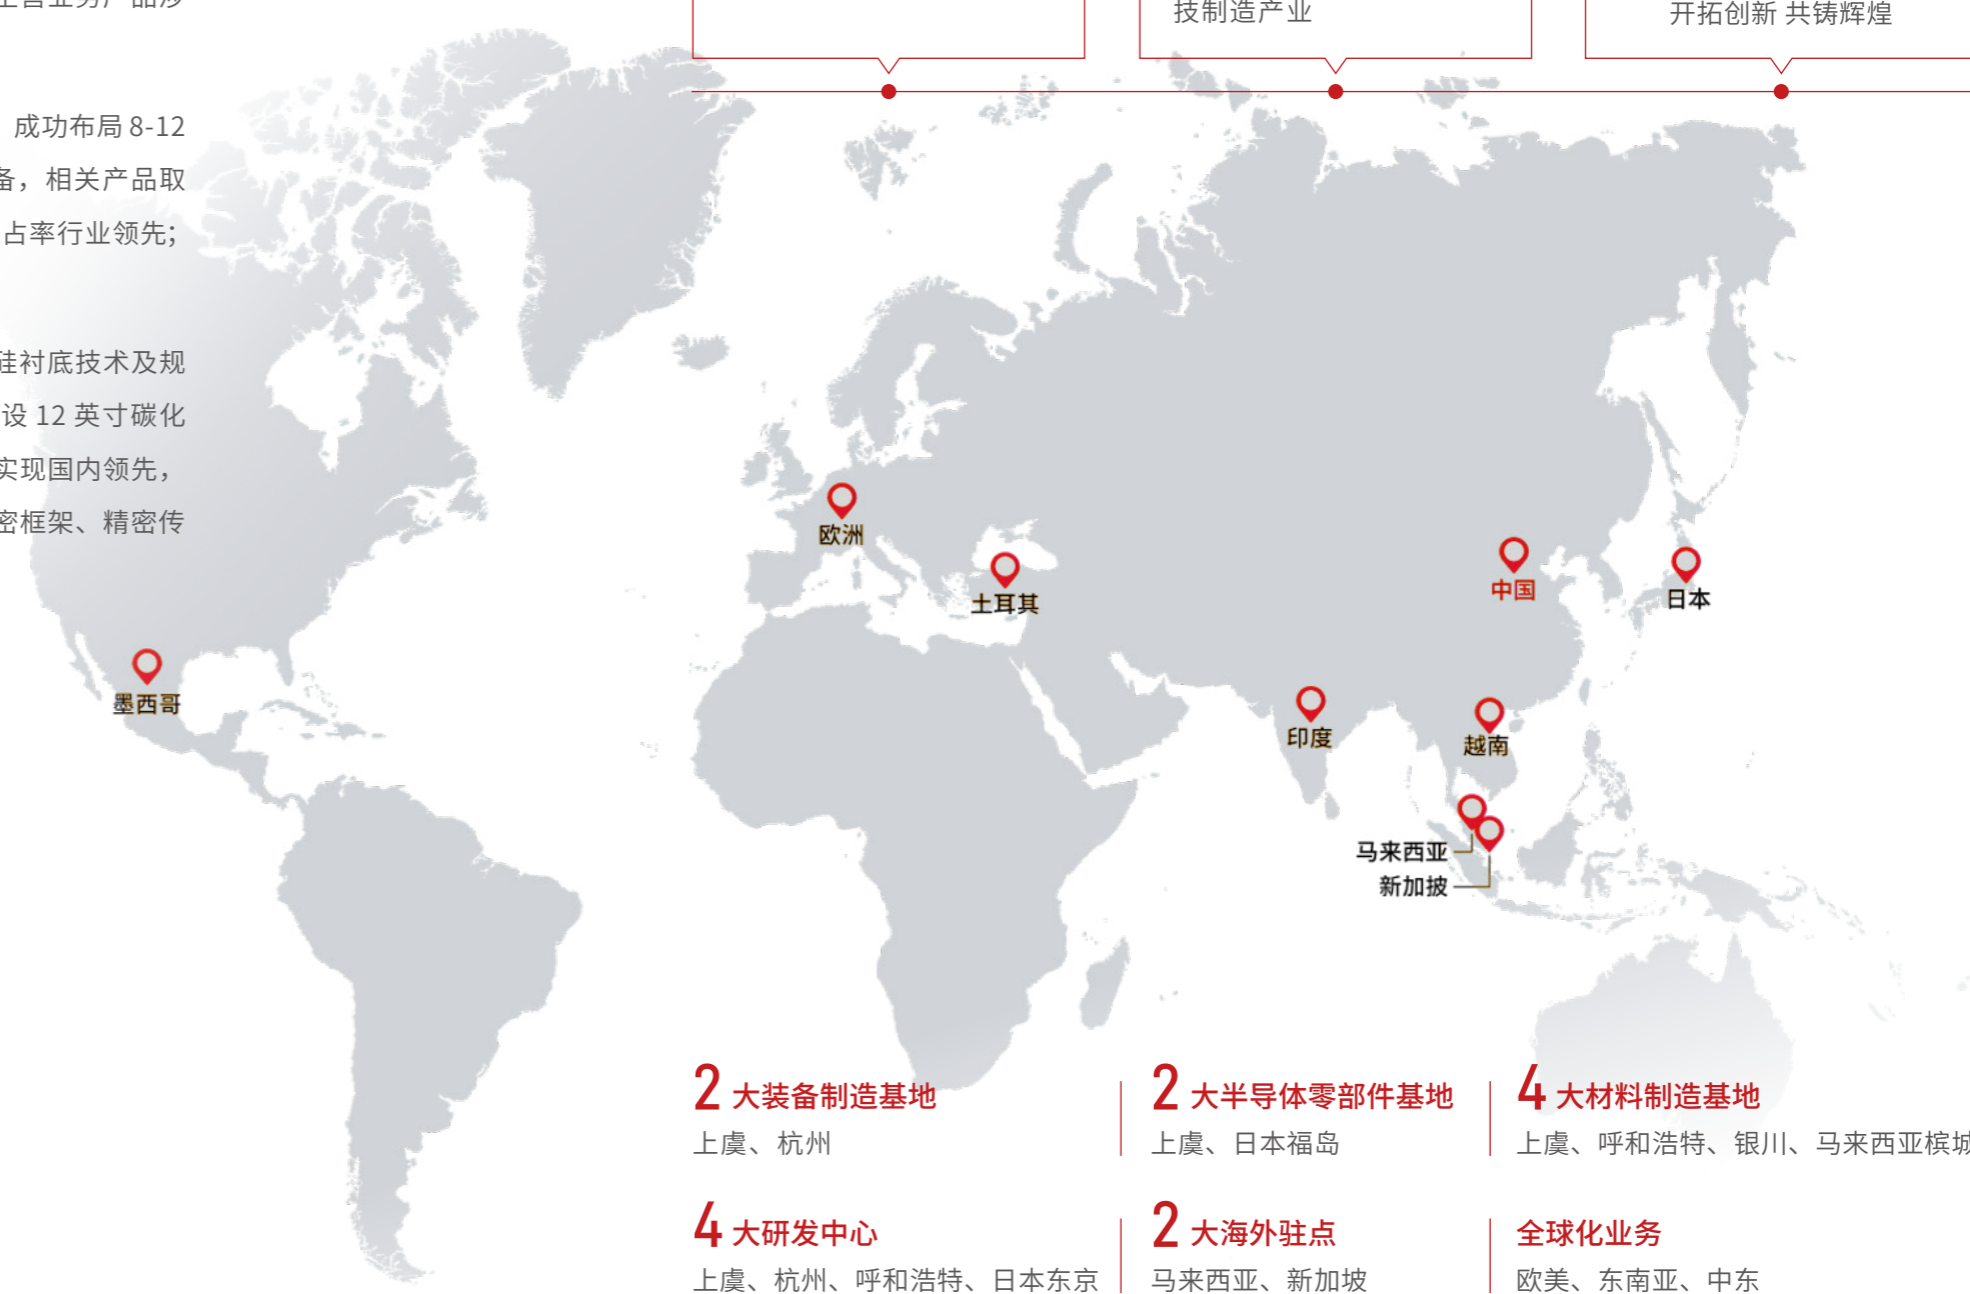 主营业务产品涉
技制造产业
开拓创新 共铸辉煌
成功布局 8-12
备，相关产品取
占率行业领先；
硅衬底技术及规
设 12 英寸碳化
实现国内领先，
密框架、精密传
欧洲
土耳其
中国
日本
墨西哥
印度
越南
马来西亚
新加披
2 大装备制造基地
上虞、杭州
2 大半导体零部件基地
上虞、日本福岛
4 大材料制造基地
上虞、呼和浩特、银川、马来西亚槟城
4 大研发中心
上虞、杭州、呼和浩特、日本东京
2 大海外驻点
马来西亚、新加坡
全球化业务
欧美、东南亚、中东